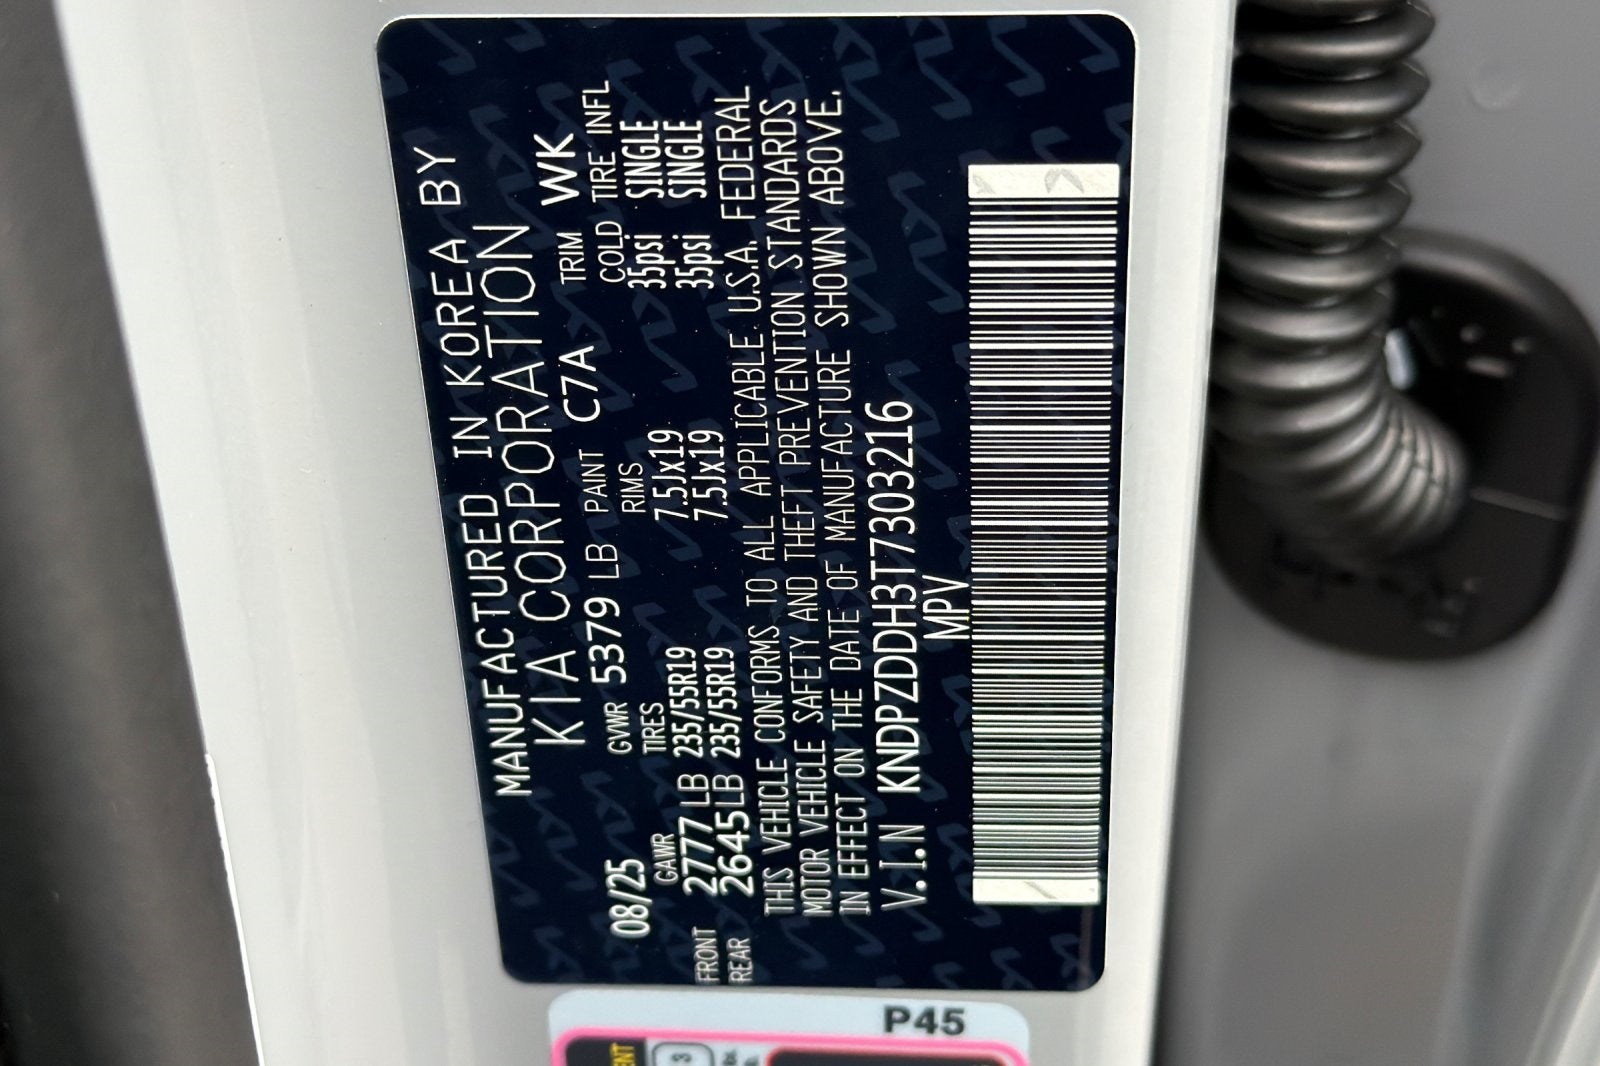 MANUFACTURED IN KOREA BY
KIA CORPORATION
08/25 GVWR 5379 LB PAINT C7A TRIM WK
GAWR TIRES RIMS COLD TIRE INFL
FRONT 2777 LB 235/55R19 7.5Jx19 35psi SINGLE
REAR 2645LB 235/55R19 7.5Jx19 35psi SINGLE
THIS VEHICLE CONFORMS TO ALL APPLICABLE U.S.A. FEDERAL
MOTOR VEHICLE SAFETY AND THEFT PREVENTION STANDARDS
IN EFFECT ON THE DATE OF MANUFACTURE SHOWN ABOVE.
V.I.N KNDPZDDH3T7303216
MPV
P45